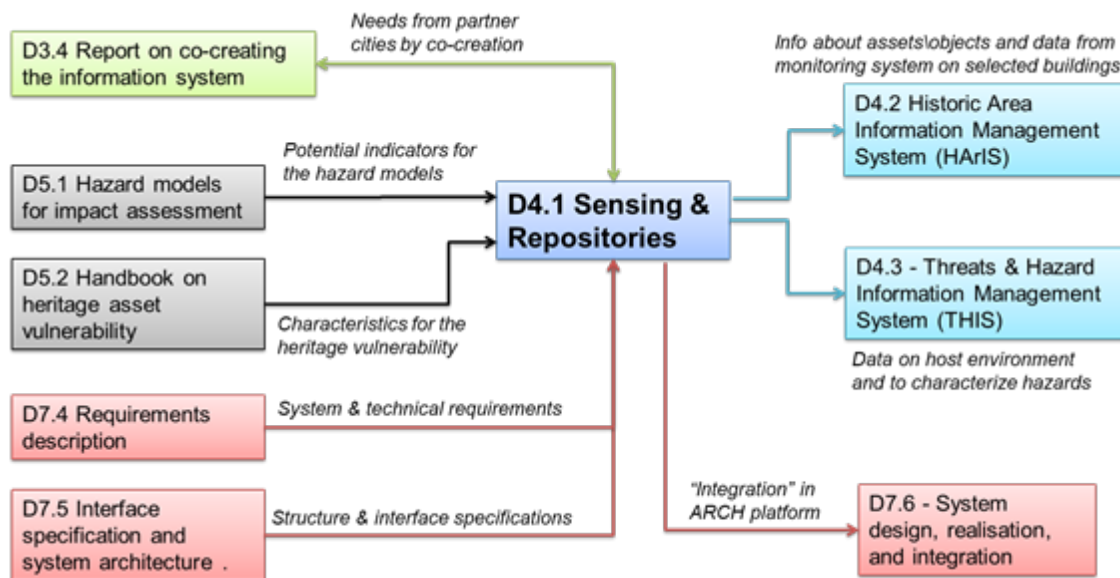 Needs from partner
cities by co-creation
D3.4 Report on co-creating
the information system
Info about assets\objects and data from
monitoring system on selected buildings
D4.2 Historic Area
Information Management
System (HArIS)
Potential indicators for
the hazard models
D5.1 Hazard models
for impact assessment
D4.1 Sensing &
Repositories
D5.2 Handbook on
heritage asset
vulnerability
Characteristics for the
heritage vulnerability
D4.3 - Threats & Hazard
Information Management
System (THIS)
Data on host environment
and to characterize hazards
D7.4 Requirements
description
System & technical requirements
D7.5 Interface
specification and
system architecture .
Structure & interface specifications
“Integration” in
ARCH platform
D7.6 - System
design, realisation,
and integration